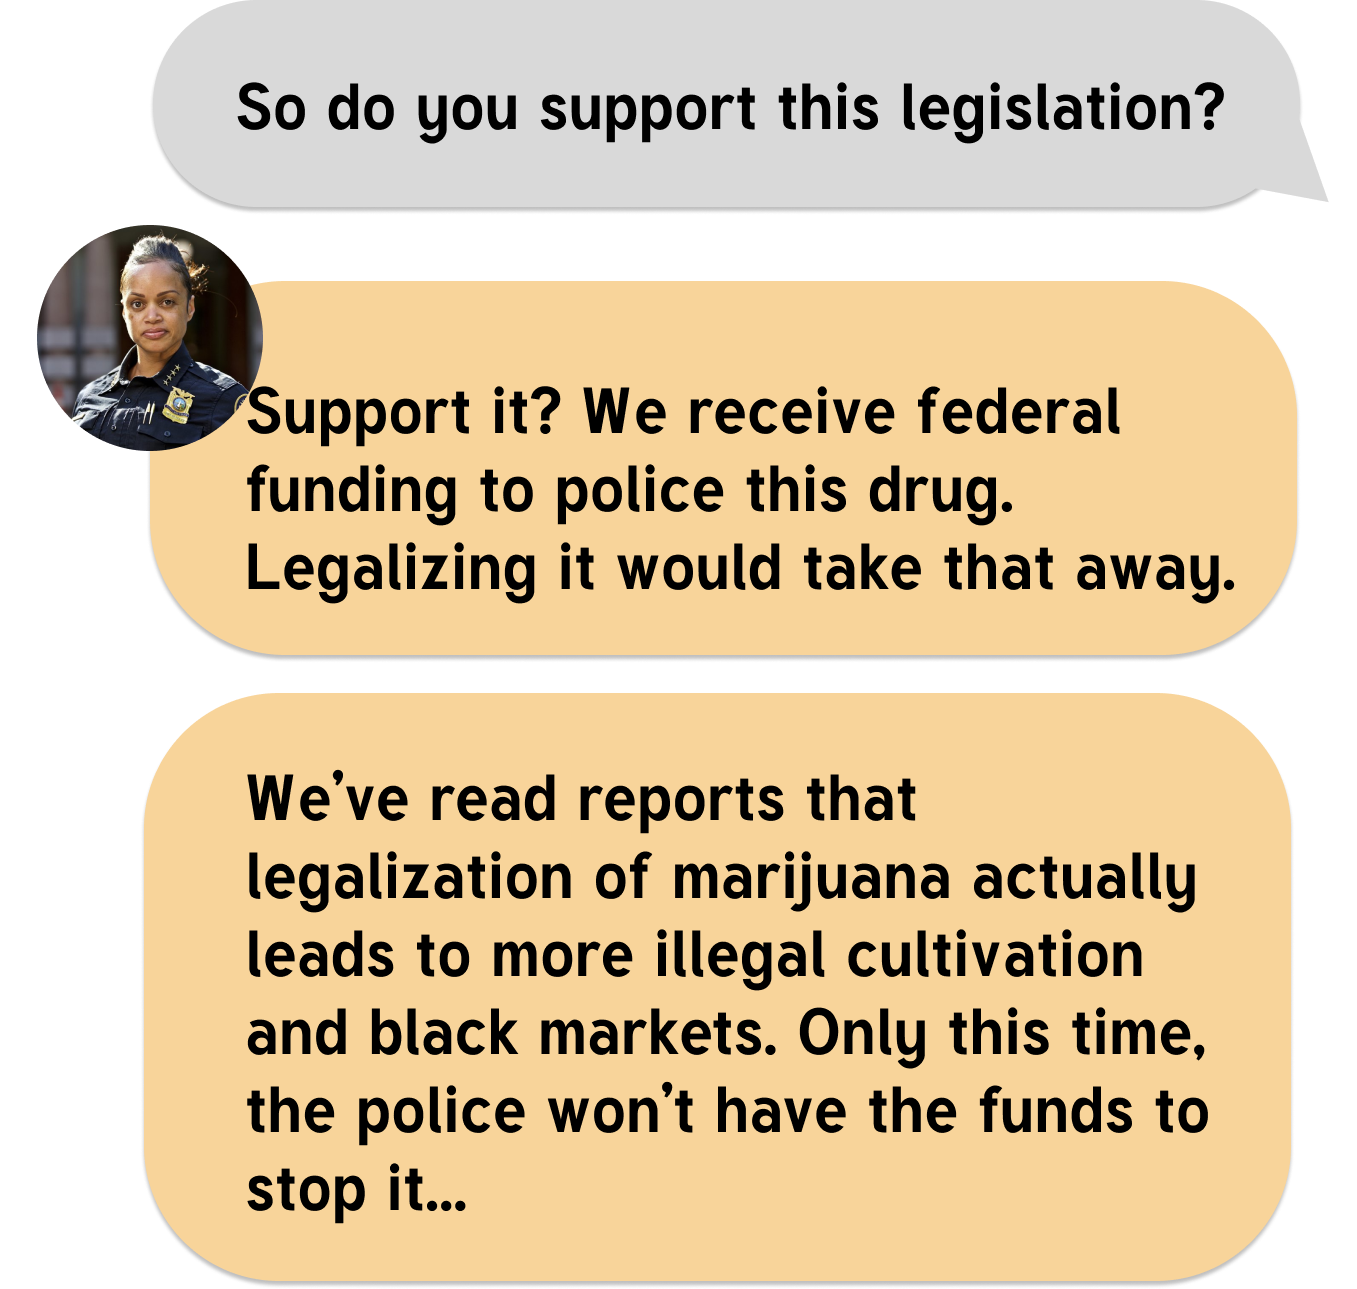 So do you support this legislation?
Support it? We receive federal
funding to police this drug.
Legalizing it would take that away.
We’ve read reports that
legalization of marijuana actually
leads to more illegal cultivation
and black markets. Only this time,
the police won’t have the funds to
stop it...